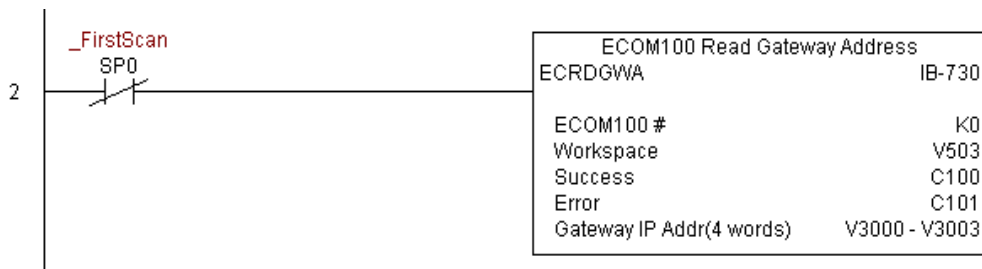 _FirstScan
SP0
2
ECOM100 Read Gateway Address
ECRDGWA IB-730
ECOM100 # K0
Workspace V503
Success C100
Error C101
Gateway IP Addr(4 words) V3000 - V3003